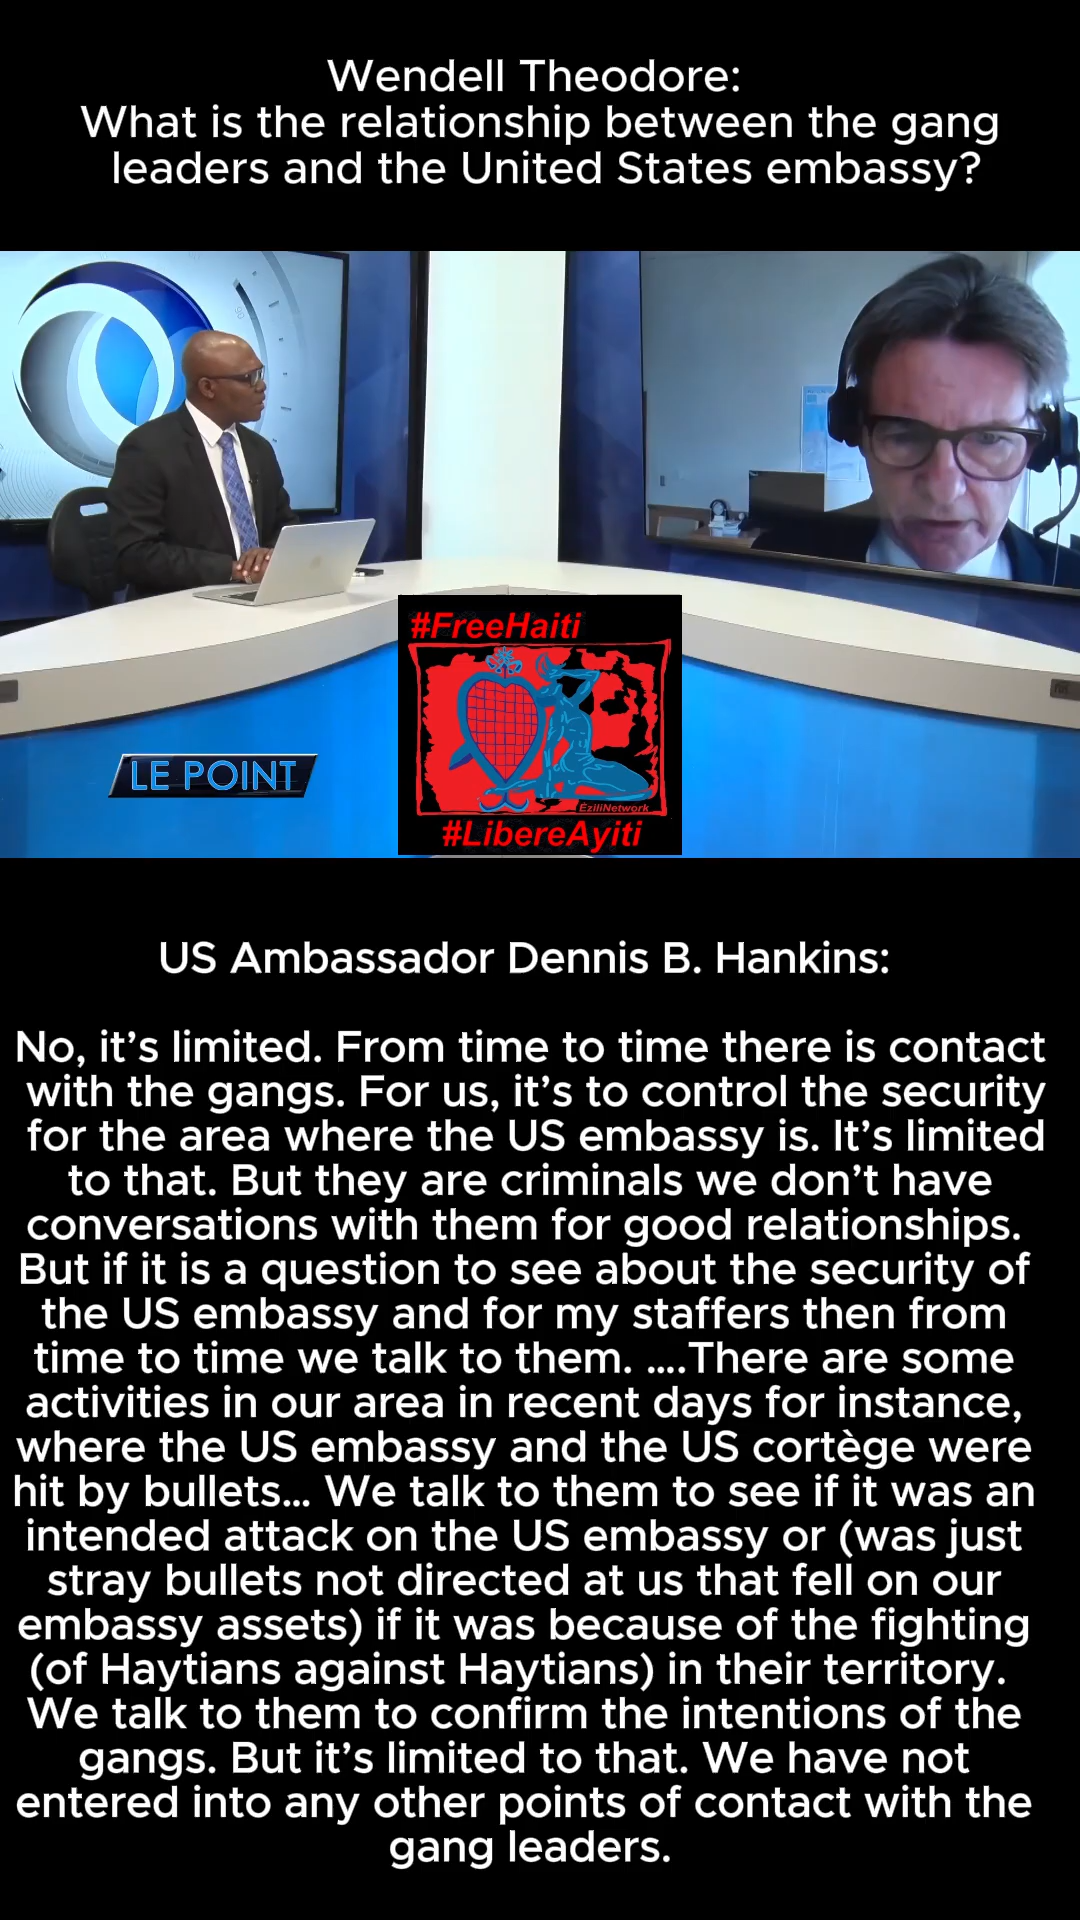 Wendell Theodore:
What is the relationship between the gang
leaders and the United States embassy?
#FreeHaiti
ÈziliNetwork
#LibereAyiti
LE POINT
US Ambassador Dennis B. Hankins:
No, it’s limited. From time to time there is contact
with the gangs. For us, it’s to control the security
for the area where the US embassy is. It’s limited
to that. But they are criminals we don’t have
conversations with them for good relationships.
But if it is a question to see about the security of
the US embassy and for my staffers then from
time to time we talk to them. ....There are some
activities in our area in recent days for instance,
where the US embassy and the US cortège were
hit by bullets... We talk to them to see if it was an
intended attack on the US embassy or (was just
stray bullets not directed at us that fell on our
embassy assets) if it was because of the fighting
(of Haytians against Haytians) in their territory.
We talk to them to confirm the intentions of the
gangs. But it’s limited to that. We have not
entered into any other points of contact with the
gang leaders.